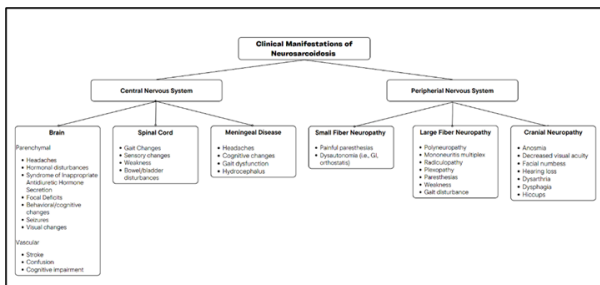 Clinical Manifestations of
Neurosarcoidosis
Central Nervous System
Peripherial Nervous System
Brain
Parenchymal
• Headaches
• Hormonal disturbances
• Syndrome of Inappropriate
Antidiuretic Hormone
Secretion
• Focal Deficits
• Behavioral/cognitive
changes
• Seizures
• Visual changes
Vascular
• Stroke
• Confusion
• Cognitive impairment
Spinal Cord
• Gait Changes
• Sensory changes
• Weakness
• Bowel/bladder
disturbances
Meningeal Disease
• Headaches
• Cognitive changes
• Gait dysfunction
• Hydrocephalus
Small Fiber Neuropathy
• Painful paresthesis
• Dysautonomia (i.e., GI,
orthostatis)
Large Fiber Neuropathy
• Polyneuropathy
• Mononeuritis multiplex
• Radiculopathy
• Plexopathy
• Paresthesis
• Weakness
• Gait disturbance
Cranial Neuropathy
• Anosmia
• Decreased visual acuity
• Facial numbness
• Hearing loss
• Dysarthria
• Dysphagia
• Hiccups